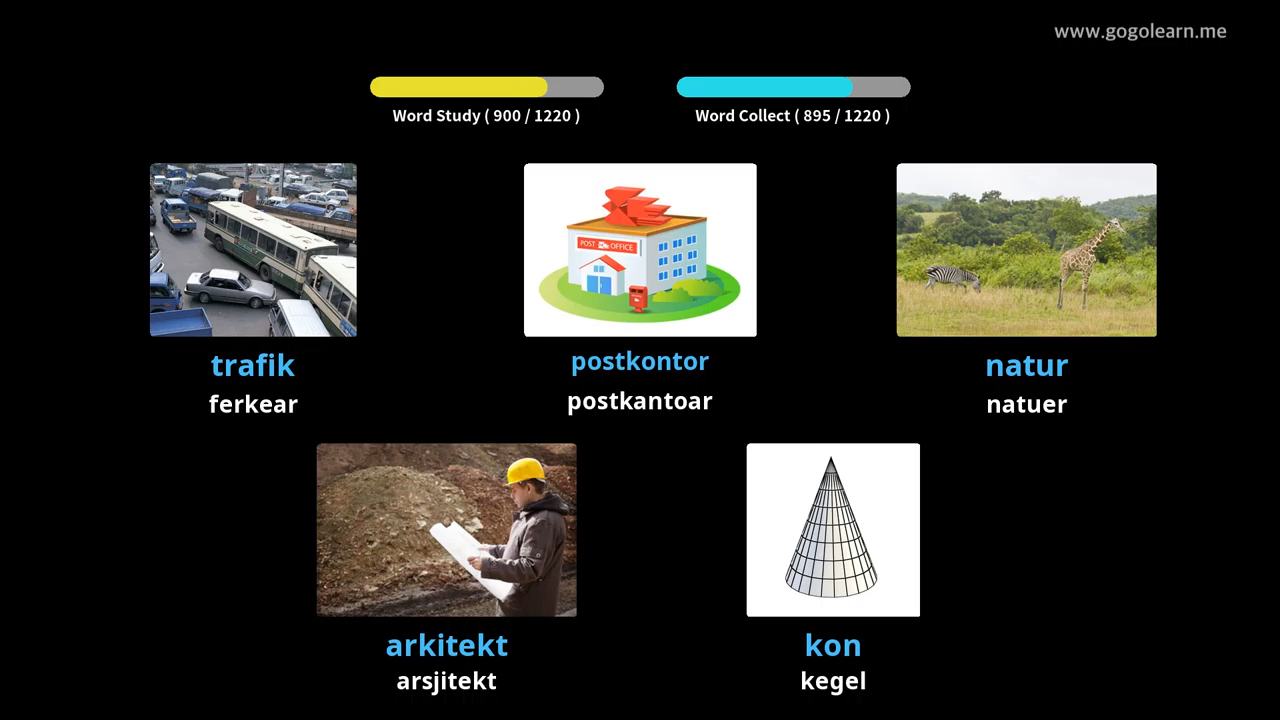 www.gogolearn.me
Word Study ( 900 / 1220 )
Word Collect ( 895 / 1220 )
POST OFFICE
trafik
ferkear
postkontor
postkantoar
natur
natuer
arkitekt
arsjitekt
kon
kegel